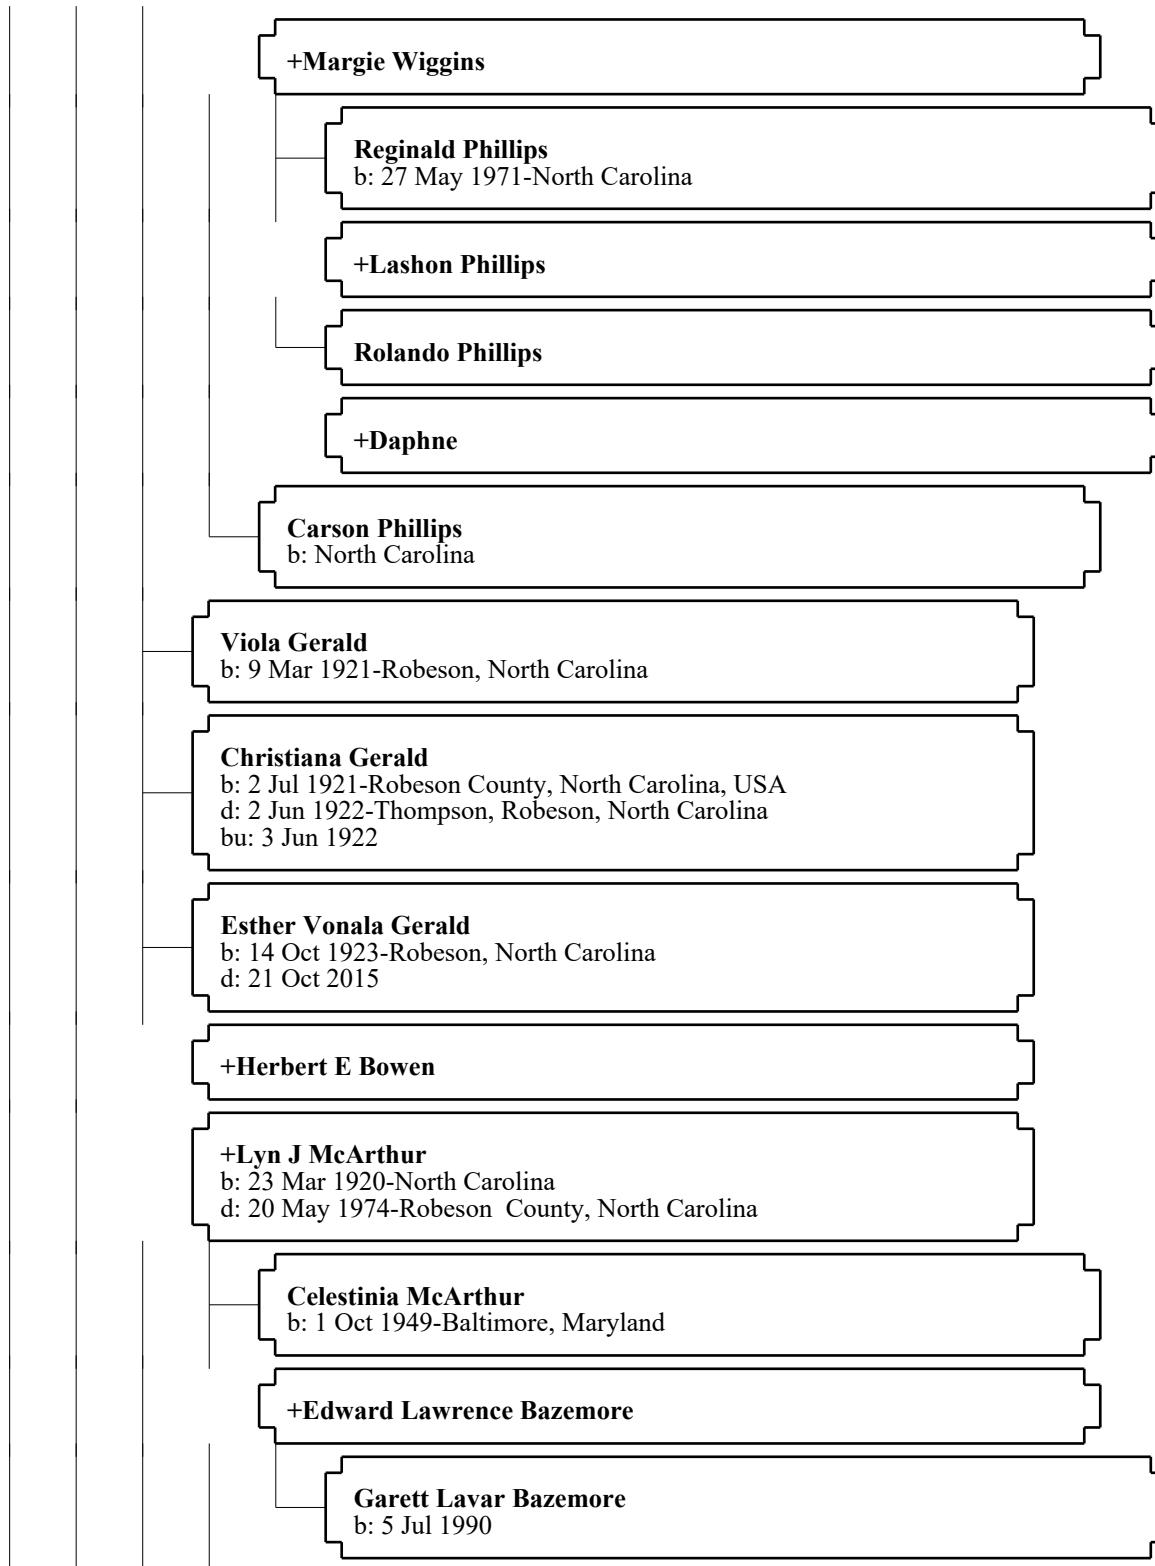 +Margie Wiggins
Reginald Phillips
b: 27 May 1971-North Carolina
+Lashon Phillips
Rolando Phillips
+Daphne
Carson Phillips
b: North Carolina
Viola Gerald
b: 9 Mar 1921-Robeson, North Carolina
Christiana Gerald
b: 2 Jul 1921-Robeson County, North Carolina, USA
d: 2 Jun 1922-Thompson, Robeson, North Carolina
bu: 3 Jun 1922
Esther Vonala Gerald
b: 14 Oct 1923-Robeson, North Carolina
d: 21 Oct 2015
+Herbert E Bowen
+Lyn J McArthur
b: 23 Mar 1920-North Carolina
d: 20 May 1974-Robeson  County, North Carolina
Celestinia McArthur
b: 1 Oct 1949-Baltimore, Maryland
+Edward Lawrence Bazemore
Garett Lavar Bazemore
b: 5 Jul 1990